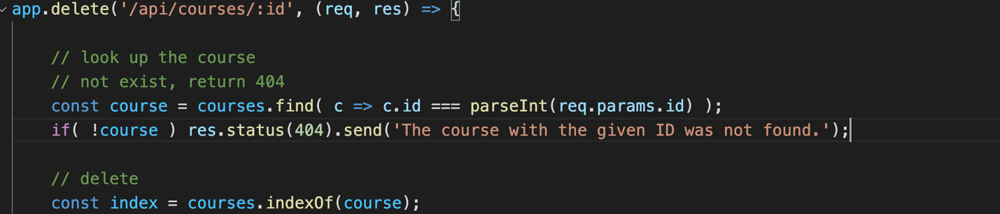 app.delete('/api/courses/:id', (req, res) => {
// look up the course
// not exist, return 404
const course = courses.find( c => c.id === parseInt(req.params.id) );
if( !course ) res.status(404).send('The course with the given ID was not found.');
// delete
const index = courses.indexOf(course);